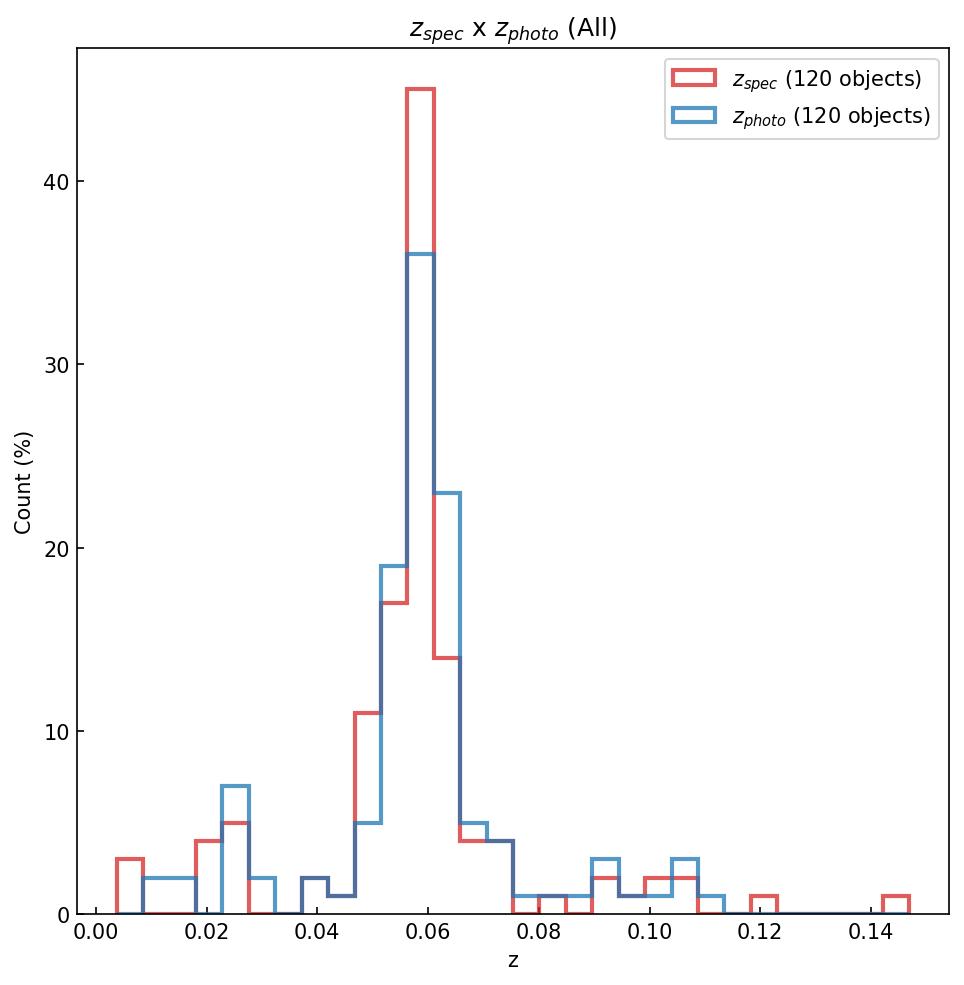 z_spec x z_photo (All)
z_spec (120 objects)
z_photo (120 objects)
Count (%)
40
30
20
10
0
0.00 0.02 0.04 0.06 0.08 0.10 0.12 0.14
z